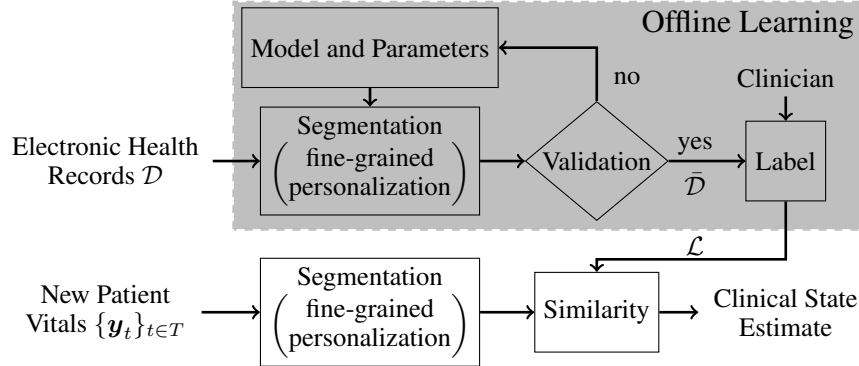 Offline Learning
Model and Parameters
no
Clinician
Electronic Health
Records 𝒟
Segmentation
(fine-grained
personalization)
Validation
yes
𝒟̄
Label
ℒ
New Patient
Vitals {𝒚ₜ}ₜ∈T
Segmentation
(fine-grained
personalization)
Similarity
Clinical State
Estimate